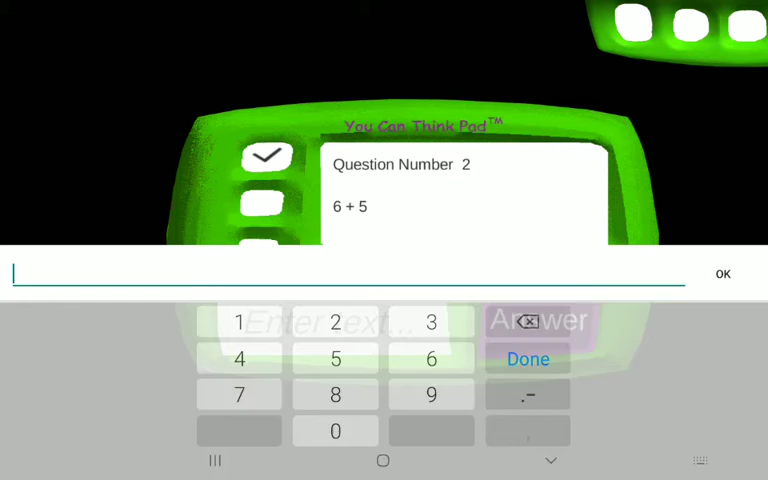 You Can Think Pad™
Question Number 2
6 + 5
OK
Enter text...
Answer
1 2 3
4 5 6 Done
7 8 9 .-
0 ,